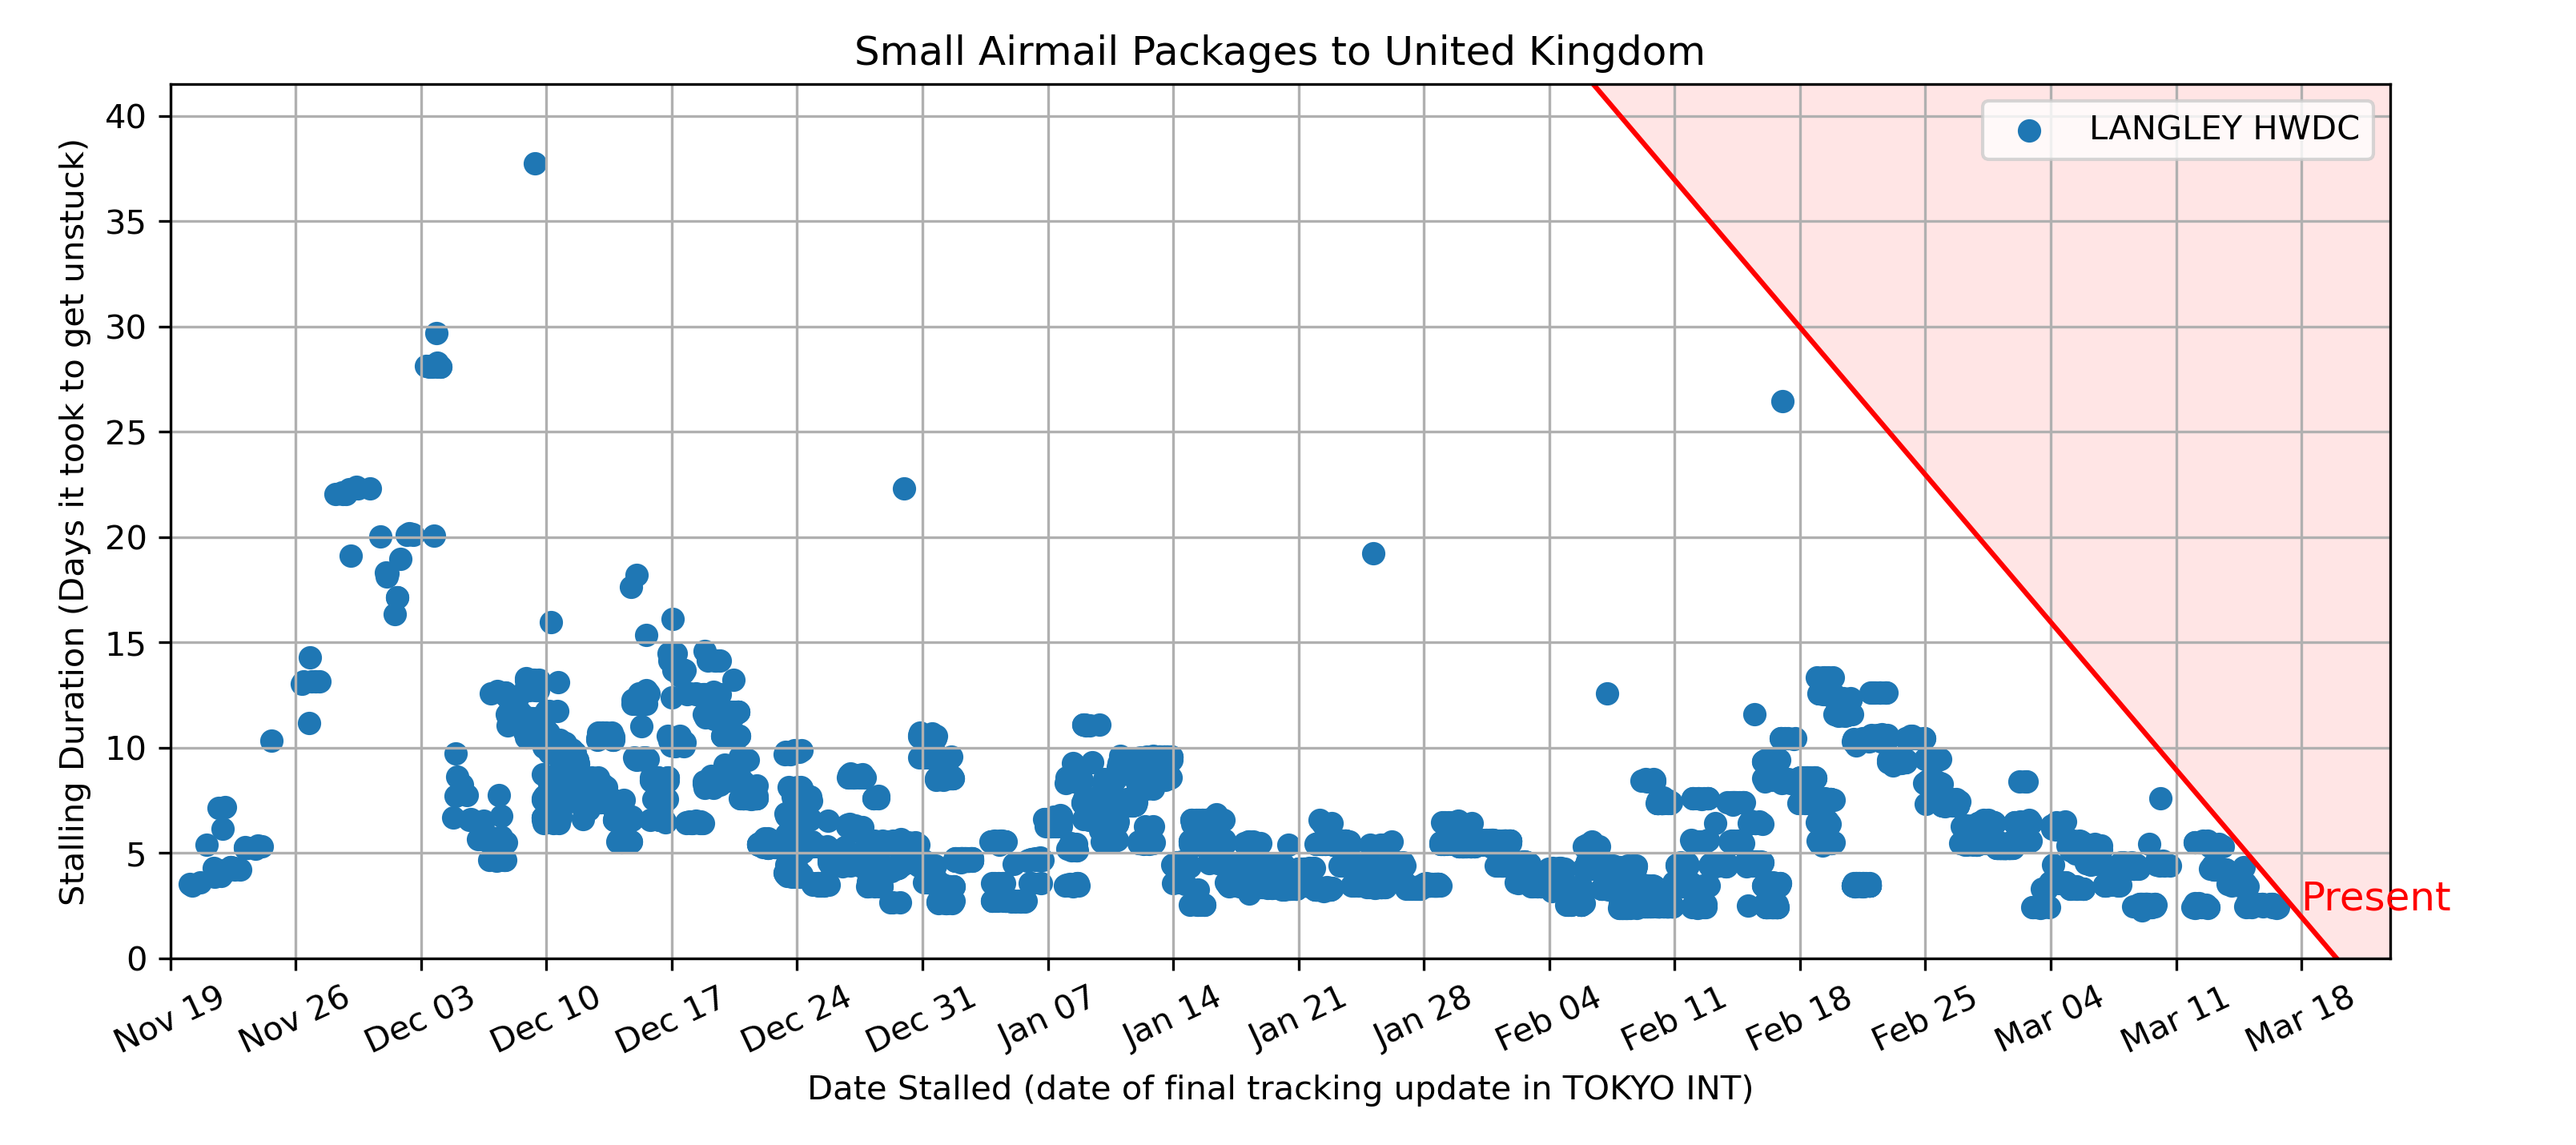 Small Airmail Packages to United Kingdom
Stalling Duration (Days it took to get unstuck)
40
35
30
25
20
15
10
5
0
LANGLEY HWDC
Present
Nov 19
Nov 26
Dec 03
Dec 10
Dec 17
Dec 24
Dec 31
Jan 07
Jan 14
Jan 21
Jan 28
Feb 04
Feb 11
Feb 18
Feb 25
Mar 04
Mar 11
Mar 18
Date Stalled (date of final tracking update in TOKYO INT)